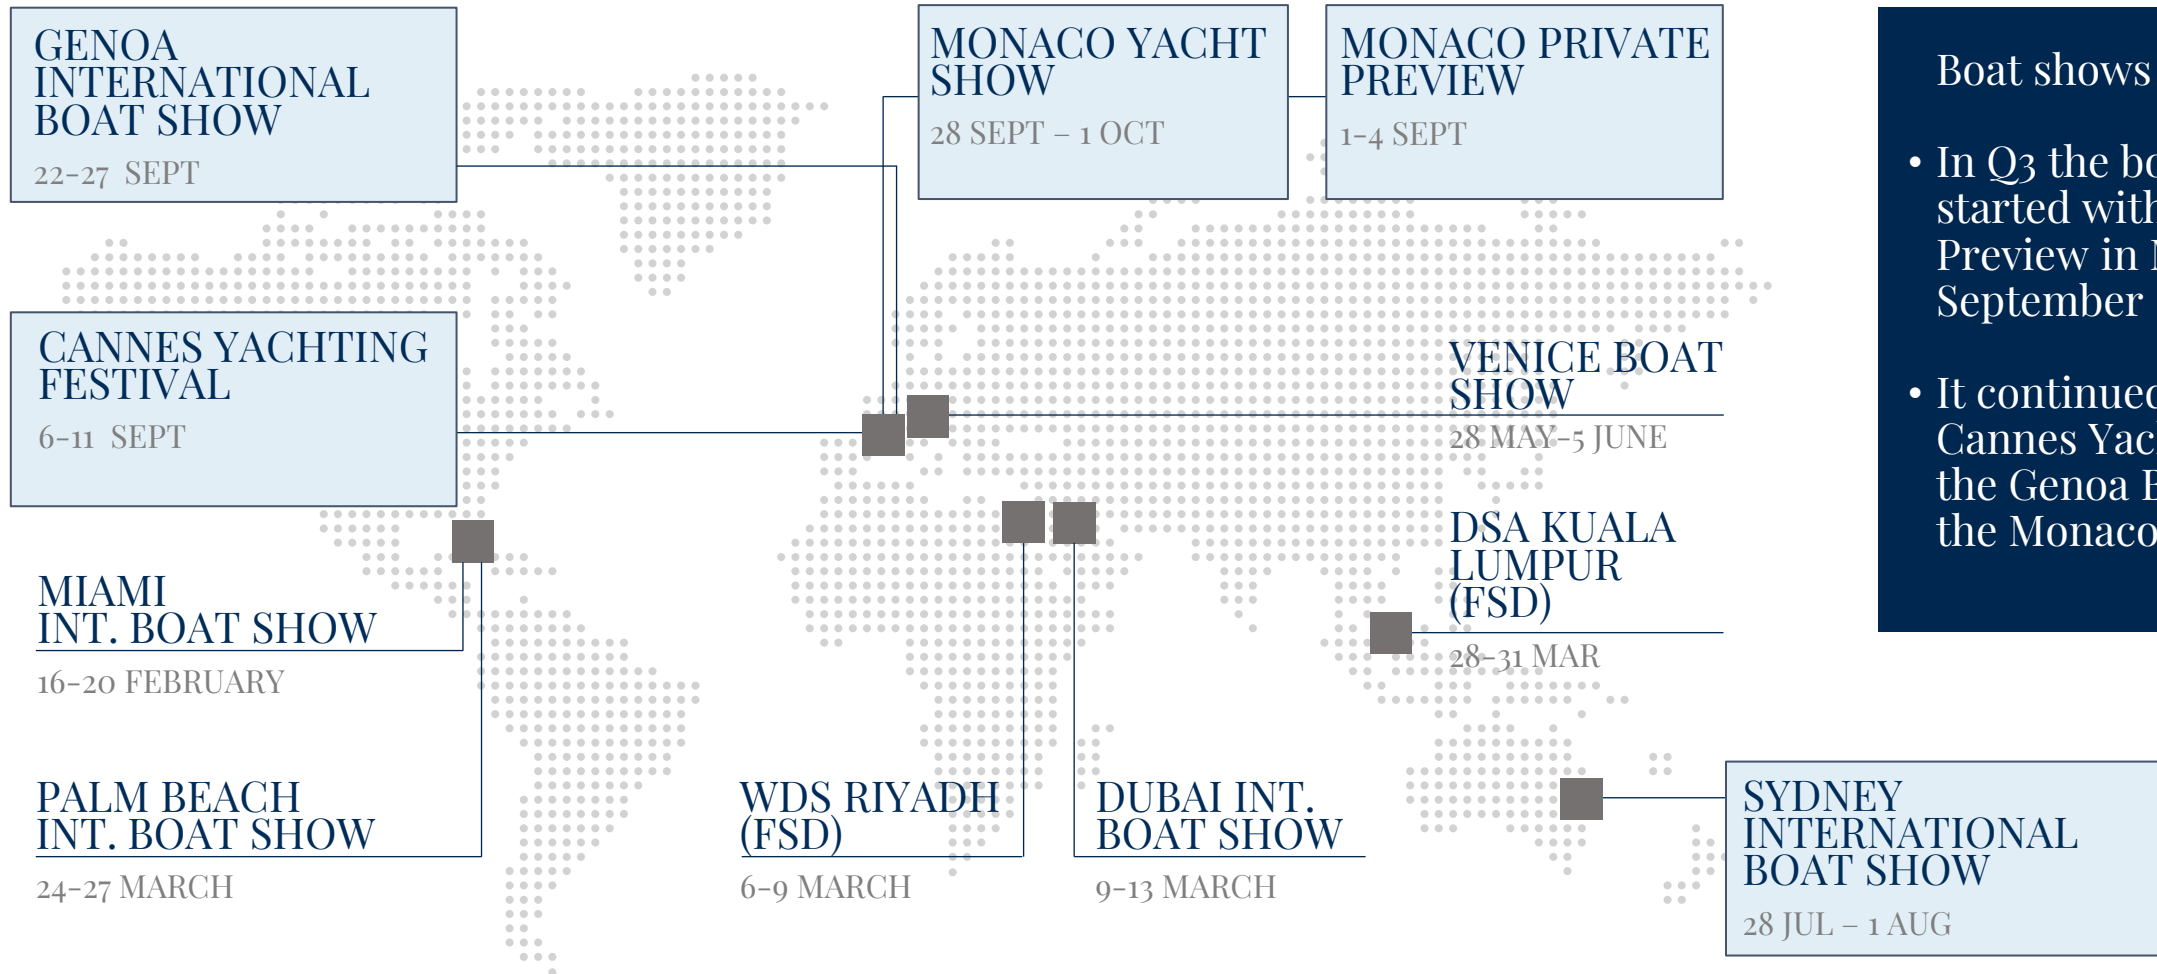 GENOA
INTERNATIONAL
BOAT SHOW
22-27 SEPT
MONACO YACHT
SHOW
28 SEPT – 1 OCT
MONACO PRIVATE
PREVIEW
1-4 SEPT
CANNES YACHTING
FESTIVAL
6-11 SEPT
VENICE BOAT
SHOW
28 MAY-5 JUNE
DSA KUALA
LUMPUR
(FSD)
28-31 MAR
MIAMI
INT. BOAT SHOW
16-20 FEBRUARY
PALM BEACH
INT. BOAT SHOW
24-27 MARCH
WDS RIYADH
(FSD)
6-9 MARCH
DUBAI INT.
BOAT SHOW
9-13 MARCH
SYDNEY
INTERNATIONAL
BOAT SHOW
28 JUL – 1 AUG
Boat shows
• In Q3 the
started
Preview in
September
• It continued
Cannes
the Genoa
the Monaco